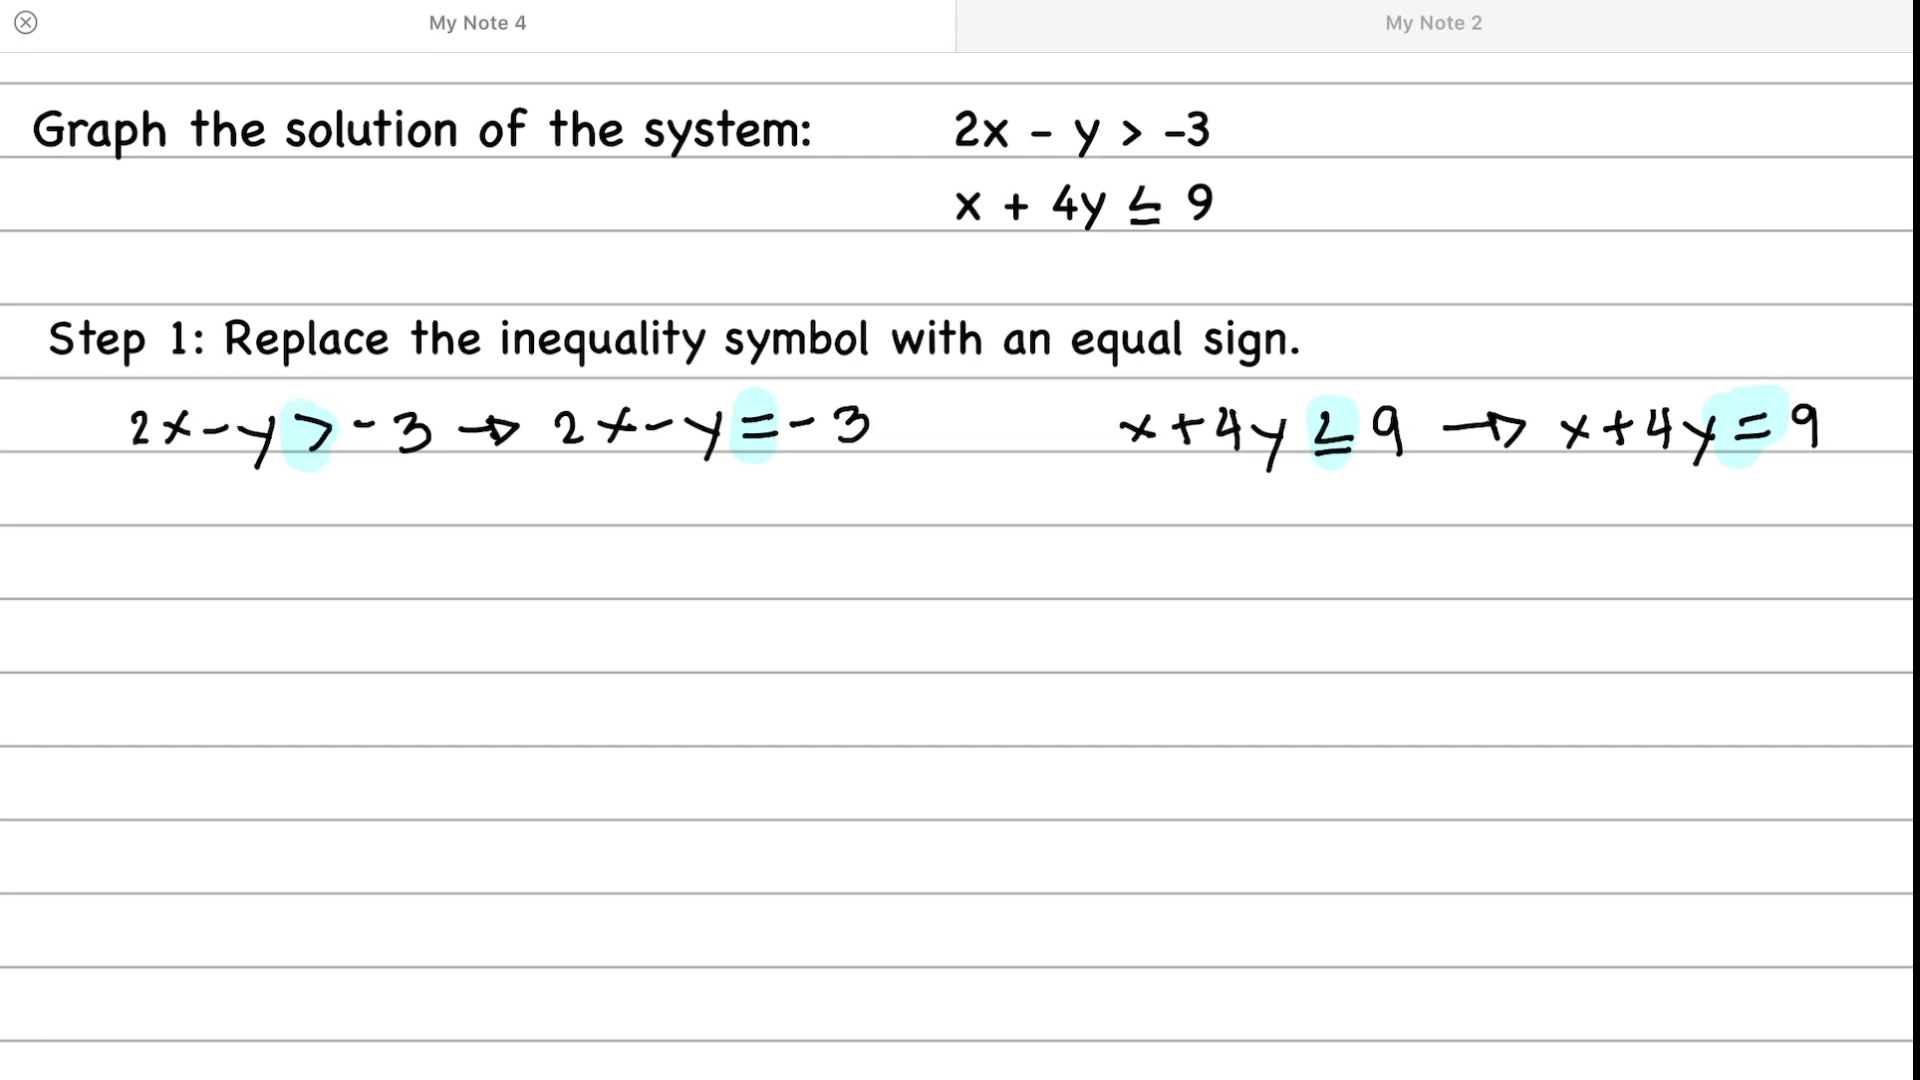 My Note 4
My Note 2
Graph the solution of the system: 2x - y > -3
x + 4y ≤ 9
Step 1: Replace the inequality symbol with an equal sign.
2x-y>-3 → 2x-y=-3 x+4y≥9 → x+4y=9